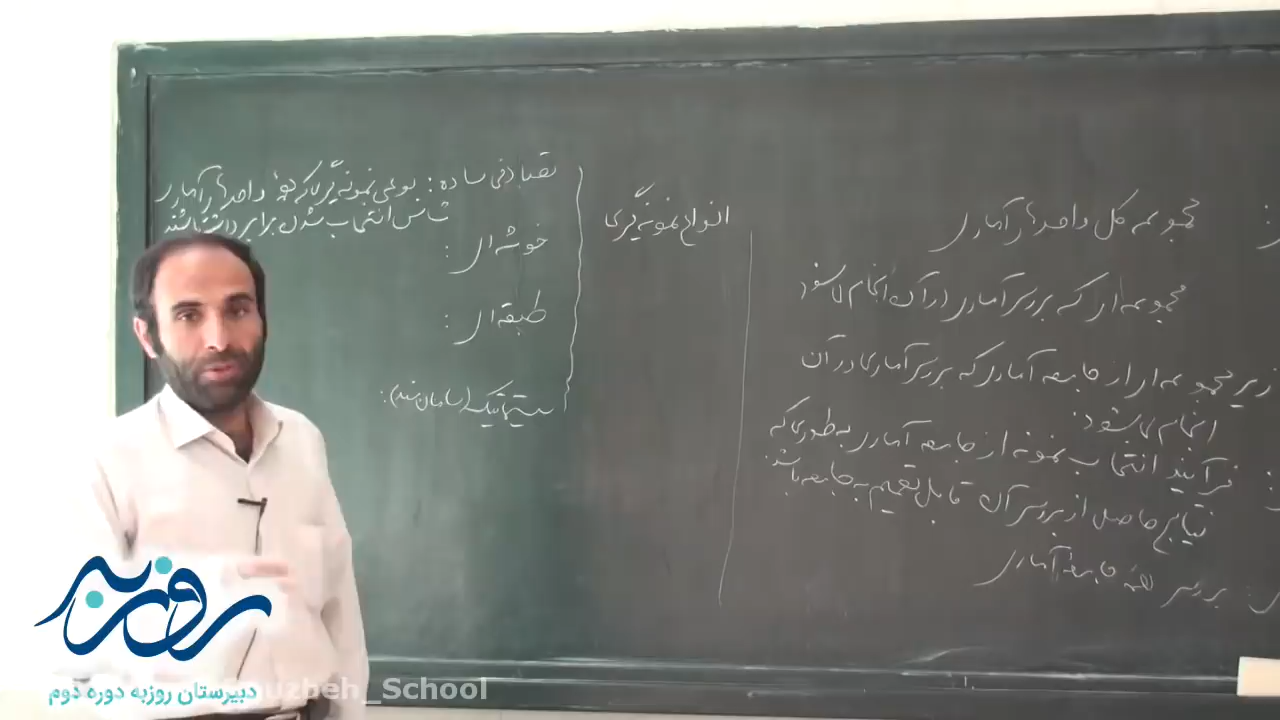 مجموعه کل واحدهای آماری
مجموعه‌ای که بررسی آماری در آن انجام می‌شود
زیرمجموعه‌ای از جامعه آماری که بررسی آماری در آن
انجام می‌شود.
فرآیند انتخاب نمونه از جامعه آماری به طوری که
نتایج حاصل از بررسی آن قابل تعمیم به جامعه باشد.
بررسی همه جامعه آماری
انواع نمونه‌گیری
تصادفی ساده : نوعی نمونه‌گیری که واحدهای آماری
شانس انتخاب شدن برابر داشته باشند
خوشه‌ای :
طبقه‌ای :
سیستماتیک (سامان‌مند) :
روزبه
دبیرستان روزبه دوره دوم
uzbeh_School